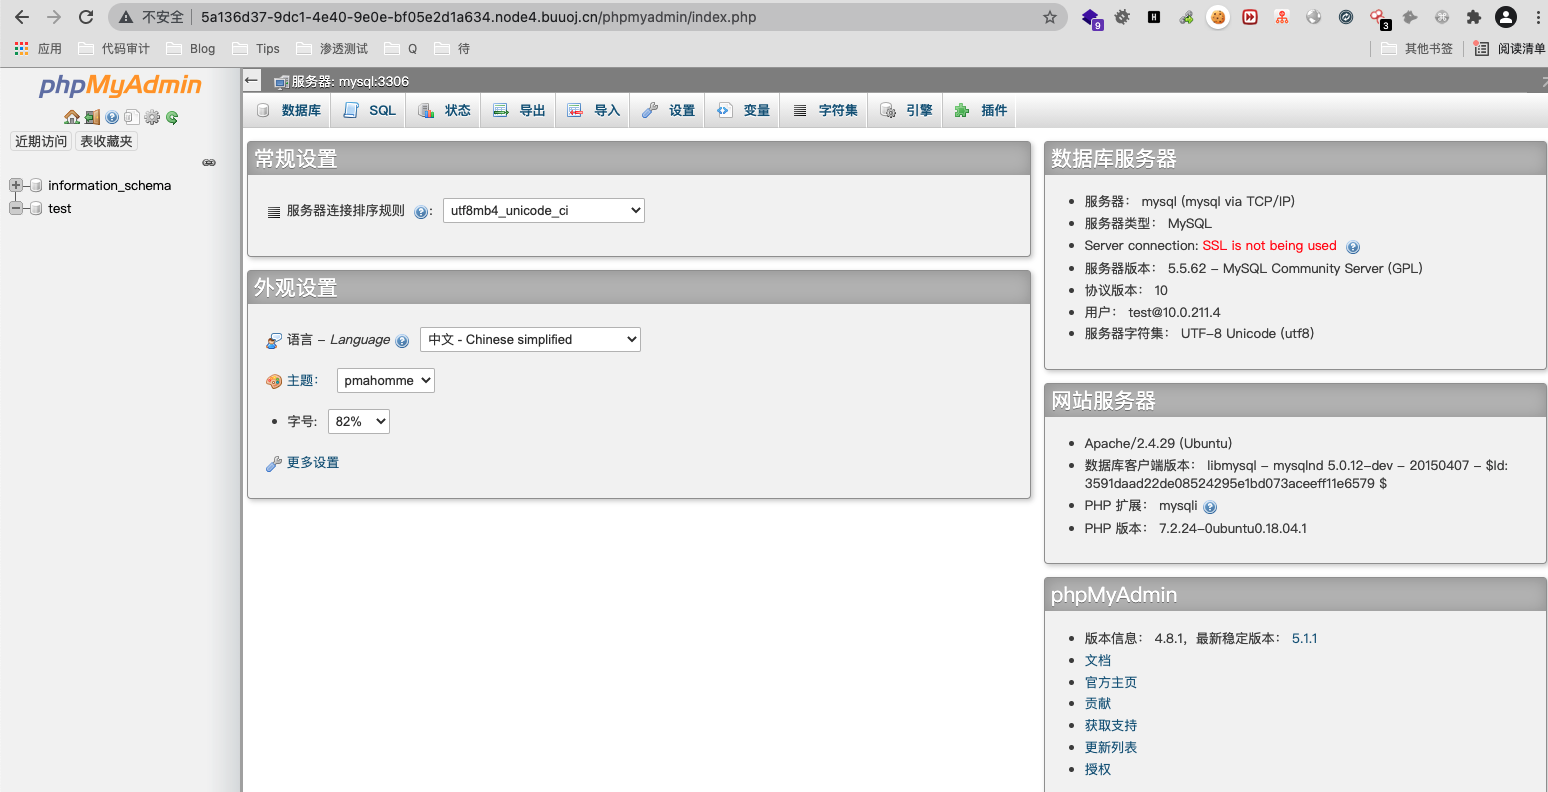 不安全 5a136d37-9dc1-4e40-9e0e-bf05e2d1a634.node4.buuoj.cn/phpmyadmin/index.php
9
H
3
应用 代码审计 Blog Tips 渗透测试 Q 待 其他书签 阅读清单
phpMyAdmin
近期访问 表收藏夹
information_schema
test
服务器: mysql:3306
数据库 SQL 状态 导出 导入 设置 变量 字符集 引擎 插件
常规设置
服务器连接排序规则 : utf8mb4_unicode_ci
外观设置
语言 - Language 中文 - Chinese simplified
主题: pmahomme
字号: 82%
更多设置
数据库服务器
服务器: mysql (mysql via TCP/IP)
服务器类型: MySQL
Server connection: SSL is not being used
服务器版本: 5.5.62 - MySQL Community Server (GPL)
协议版本: 10
用户: test@10.0.211.4
服务器字符集: UTF-8 Unicode (utf8)
网站服务器
Apache/2.4.29 (Ubuntu)
数据库客户端版本: libmysql - mysqlnd 5.0.12-dev - 20150407 - $Id:
3591daad22de08524295e1bd073aceeff11e6579 $
PHP 扩展: mysqli
PHP 版本: 7.2.24-0ubuntu0.18.04.1
phpMyAdmin
版本信息: 4.8.1, 最新稳定版本: 5.1.1
文档
官方主页
贡献
获取支持
更新列表
授权